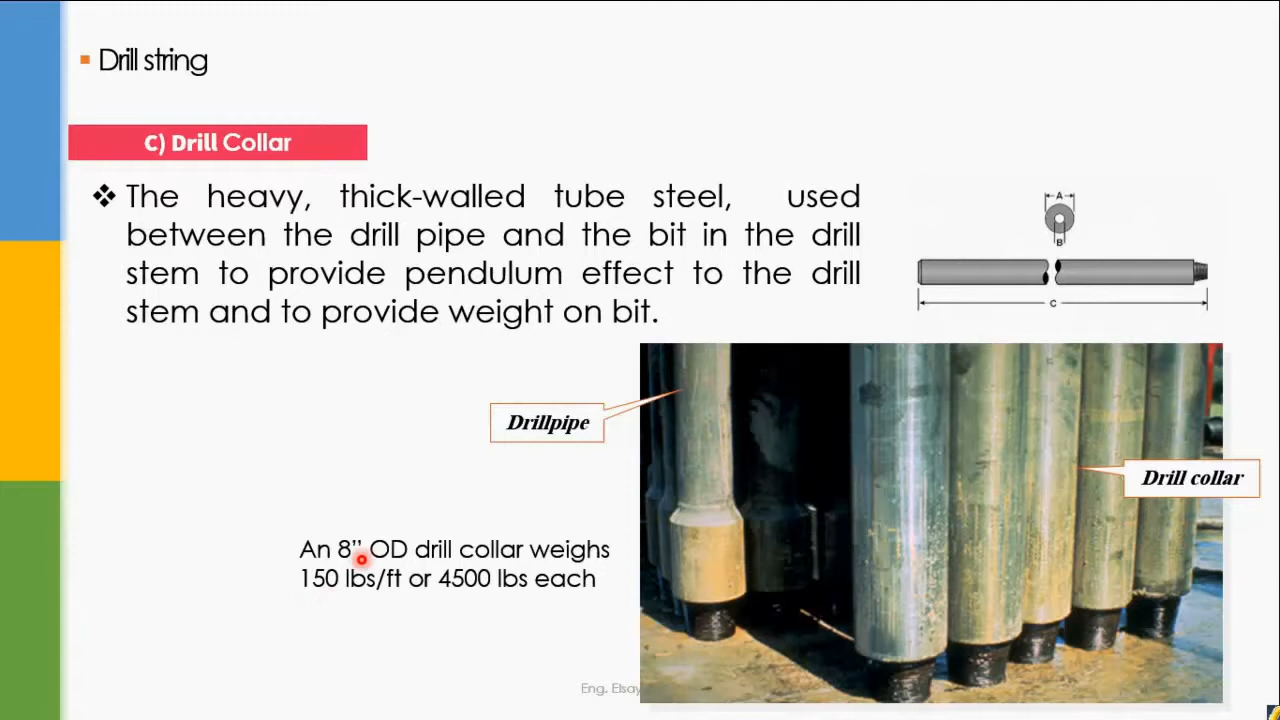 ▪ Drill string
C) Drill Collar
❖ The heavy, thick-walled tube steel, used
between the drill pipe and the bit in the drill
stem to provide pendulum effect to the drill
stem and to provide weight on bit.
A
B
C
Drillpipe
Drill collar
An 8” OD drill collar weighs
150 lbs/ft or 4500 lbs each
Eng. Elsay